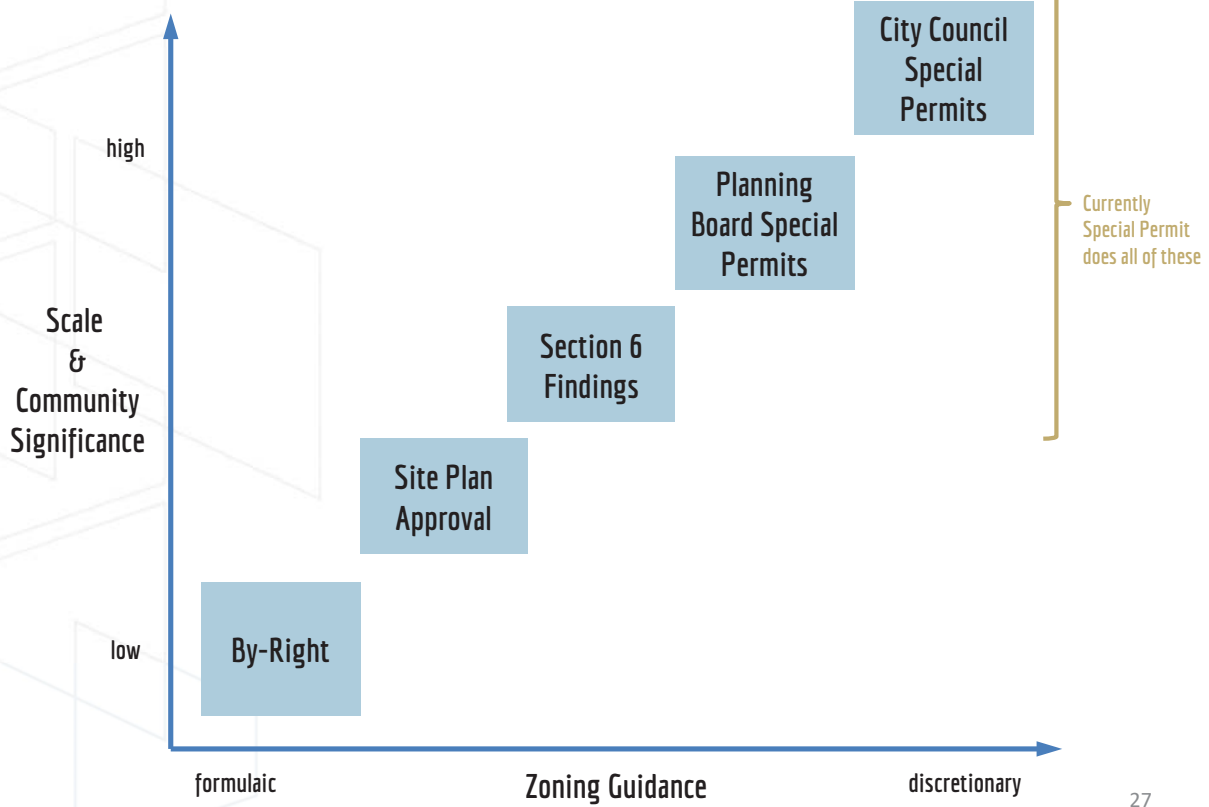 City Council
Special
Permits
high
Planning
Board Special
Permits
Currently
Special Permit
does all of these
Scale
&
Community
Significance
Section 6
Findings
Site Plan
Approval
low
By-Right
formulaic
Zoning Guidance
discretionary
27